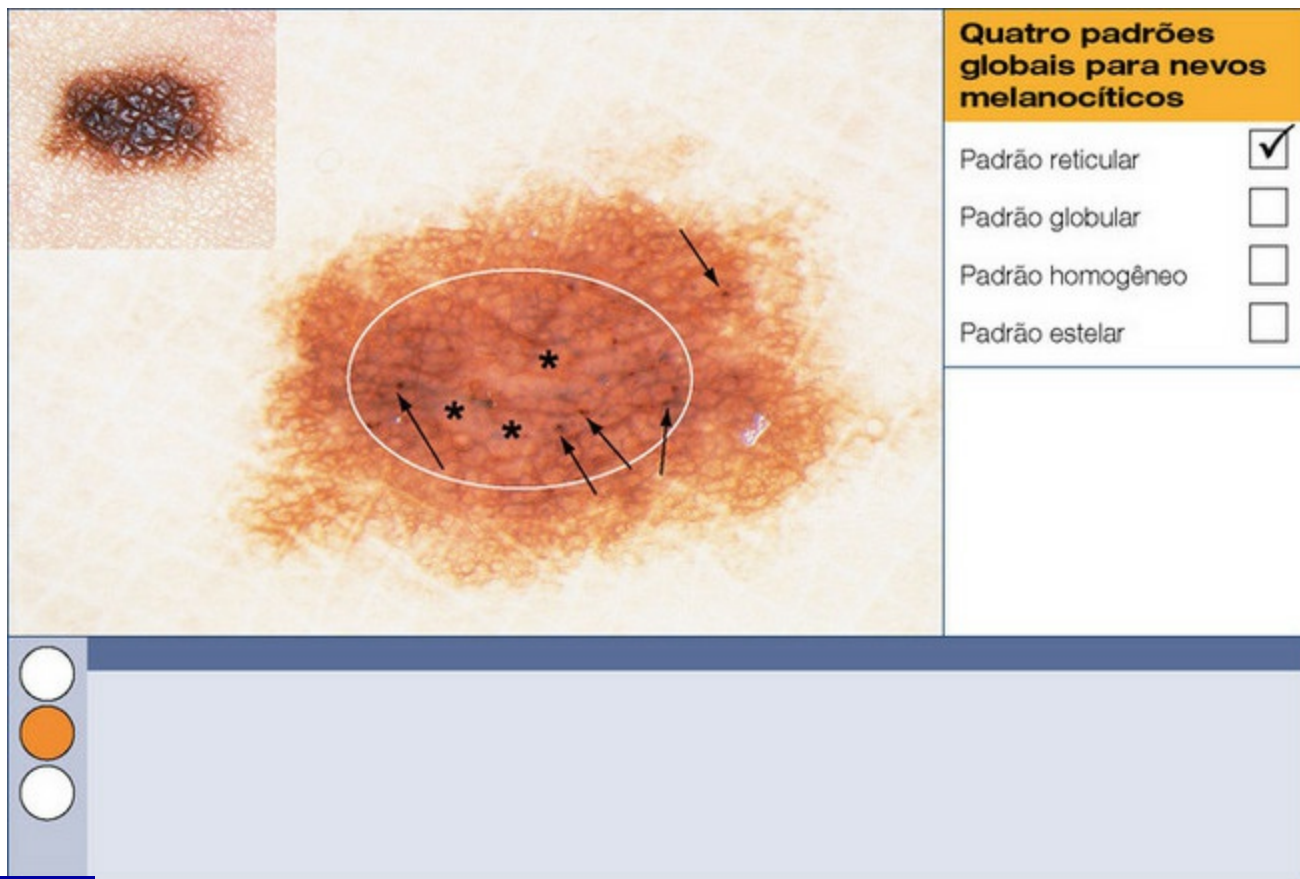 Quatro padrões
globais para nevos
melanocíticos
Padrão reticular
Padrão globular
Padrão homogêneo
Padrão estelar